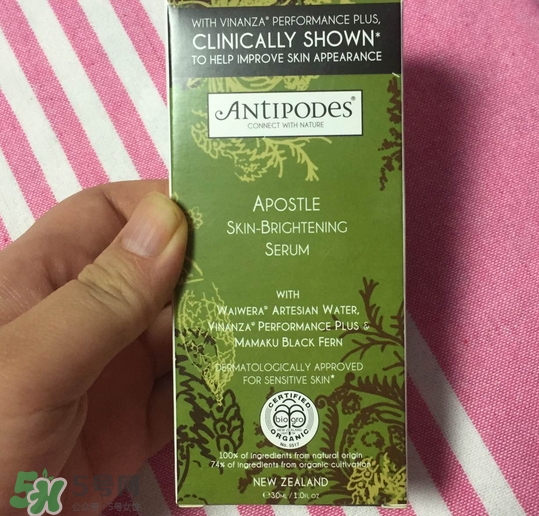 WITH VINANZA® PERFORMANCE PLUS,
CLINICALLY SHOWN*
TO HELP IMPROVE SKIN APPEARANCE
ANTIPODES®
CONNECT WITH NATURE
APOSTLE
SKIN-BRIGHTENING
SERUM
WITH
WAIWERA® ARTESIAN WATER,
VINANZA® PERFORMANCE PLUS &
MAMAKU BLACK FERN
DERMATOLOGICALLY APPROVED
FOR SENSITIVE SKIN*
CERTIFIED
biogro
ORGANIC
100% of ingredients from natural origin
74% of ingredients from organic cultivation
NEW ZEALAND
℮30ML / 1.0fl oz